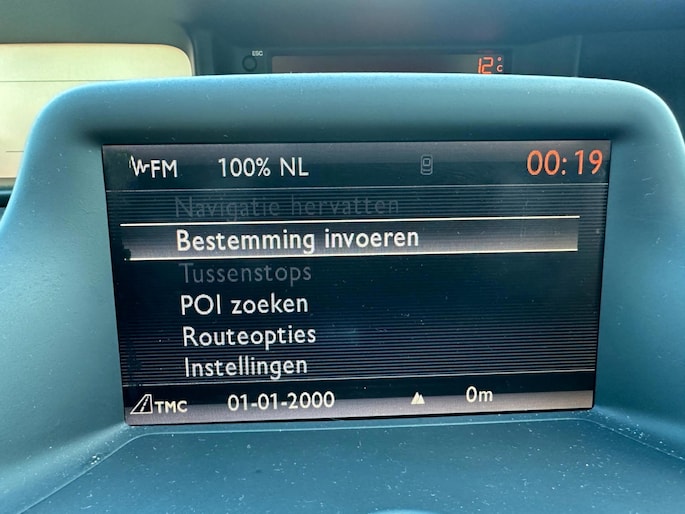 ESC
12°C
FM 100% NL 00:19
Navigatie hervatten
Bestemming invoeren
Tussenstops
POI zoeken
Routeopties
Instellingen
TMC 01-01-2000 0m